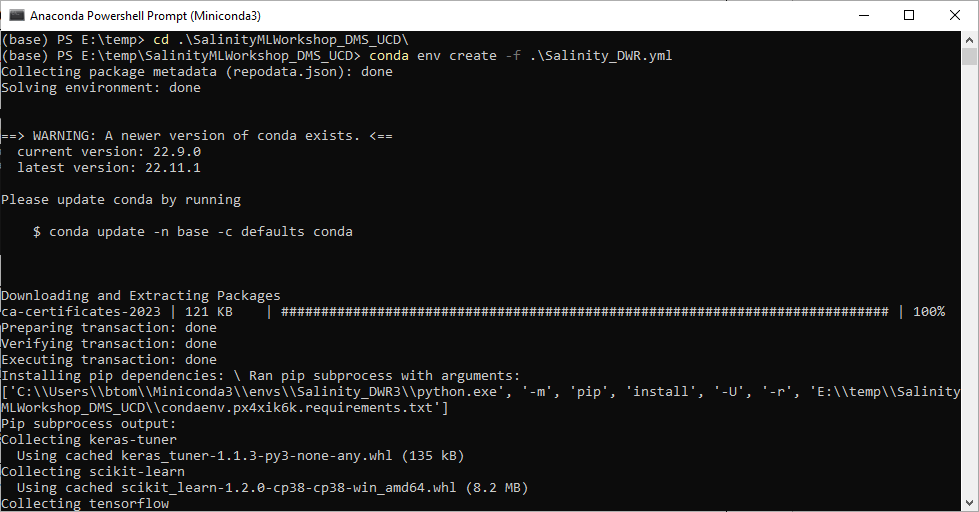 Anaconda Powershell Prompt (Miniconda3)
(base) PS E:\temp> cd .\SalinityMLWorkshop_DMS_UCD\
(base) PS E:\temp\SalinityMLWorkshop_DMS_UCD> conda env create -f .\Salinity_DWR.yml
Collecting package metadata (repodata.json): done
Solving environment: done
==> WARNING: A newer version of conda exists. <==
  current version: 22.9.0
  latest version: 22.11.1
Please update conda by running
    $ conda update -n base -c defaults conda
Downloading and Extracting Packages
ca-certificates-2023 | 121 KB    | ############################################################################ | 100%
Preparing transaction: done
Verifying transaction: done
Executing transaction: done
Installing pip dependencies: \ Ran pip subprocess with arguments:
['C:\\Users\\btom\\Miniconda3\\envs\\Salinity_DWR3\\python.exe', '-m', 'pip', 'install', '-U', '-r', 'E:\\temp\\Salinity
MLWorkshop_DMS_UCD\\condaenv.px4xik6k.requirements.txt']
Pip subprocess output:
Collecting keras-tuner
  Using cached keras_tuner-1.1.3-py3-none-any.whl (135 kB)
Collecting scikit-learn
  Using cached scikit_learn-1.2.0-cp38-cp38-win_amd64.whl (8.2 MB)
Collecting tensorflow